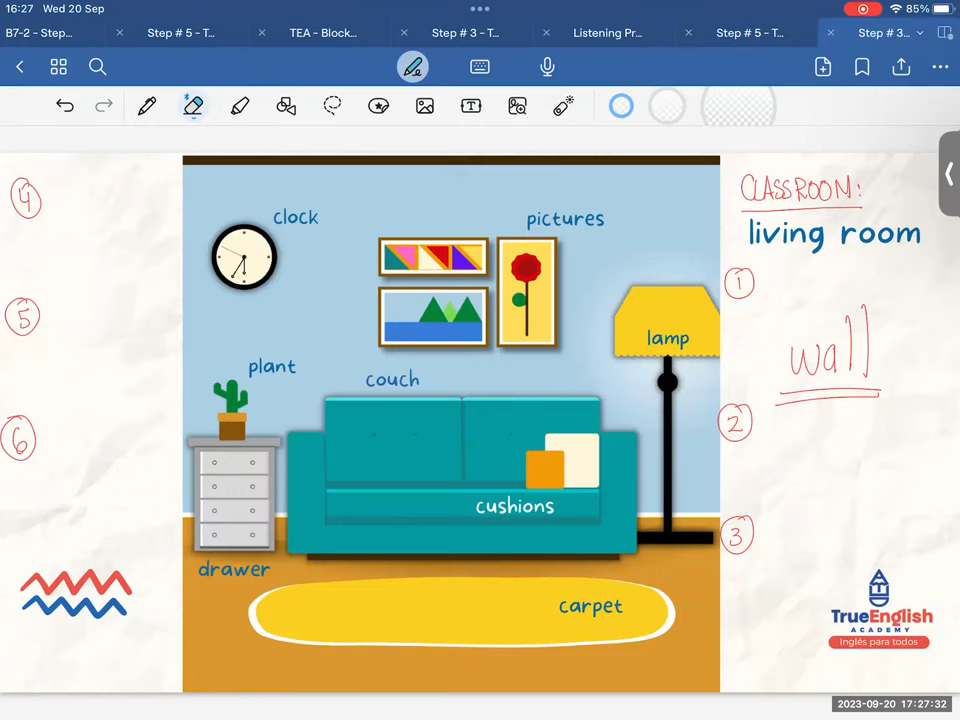 16:27 Wed 20 Sep
85%
B7-2 – Step...
Step # 5 - T...
TEA - Block...
Step # 3 - T...
Listening Pr...
Step # 5 - T...
Step # 3...
CLASSROOM:
living room
clock
pictures
lamp
plant
couch
cushions
drawer
carpet
4
5
6
1
wall
2
3
TrueEnglish
ACADEMY
Inglés para todos
2023-09-20 17:27:32